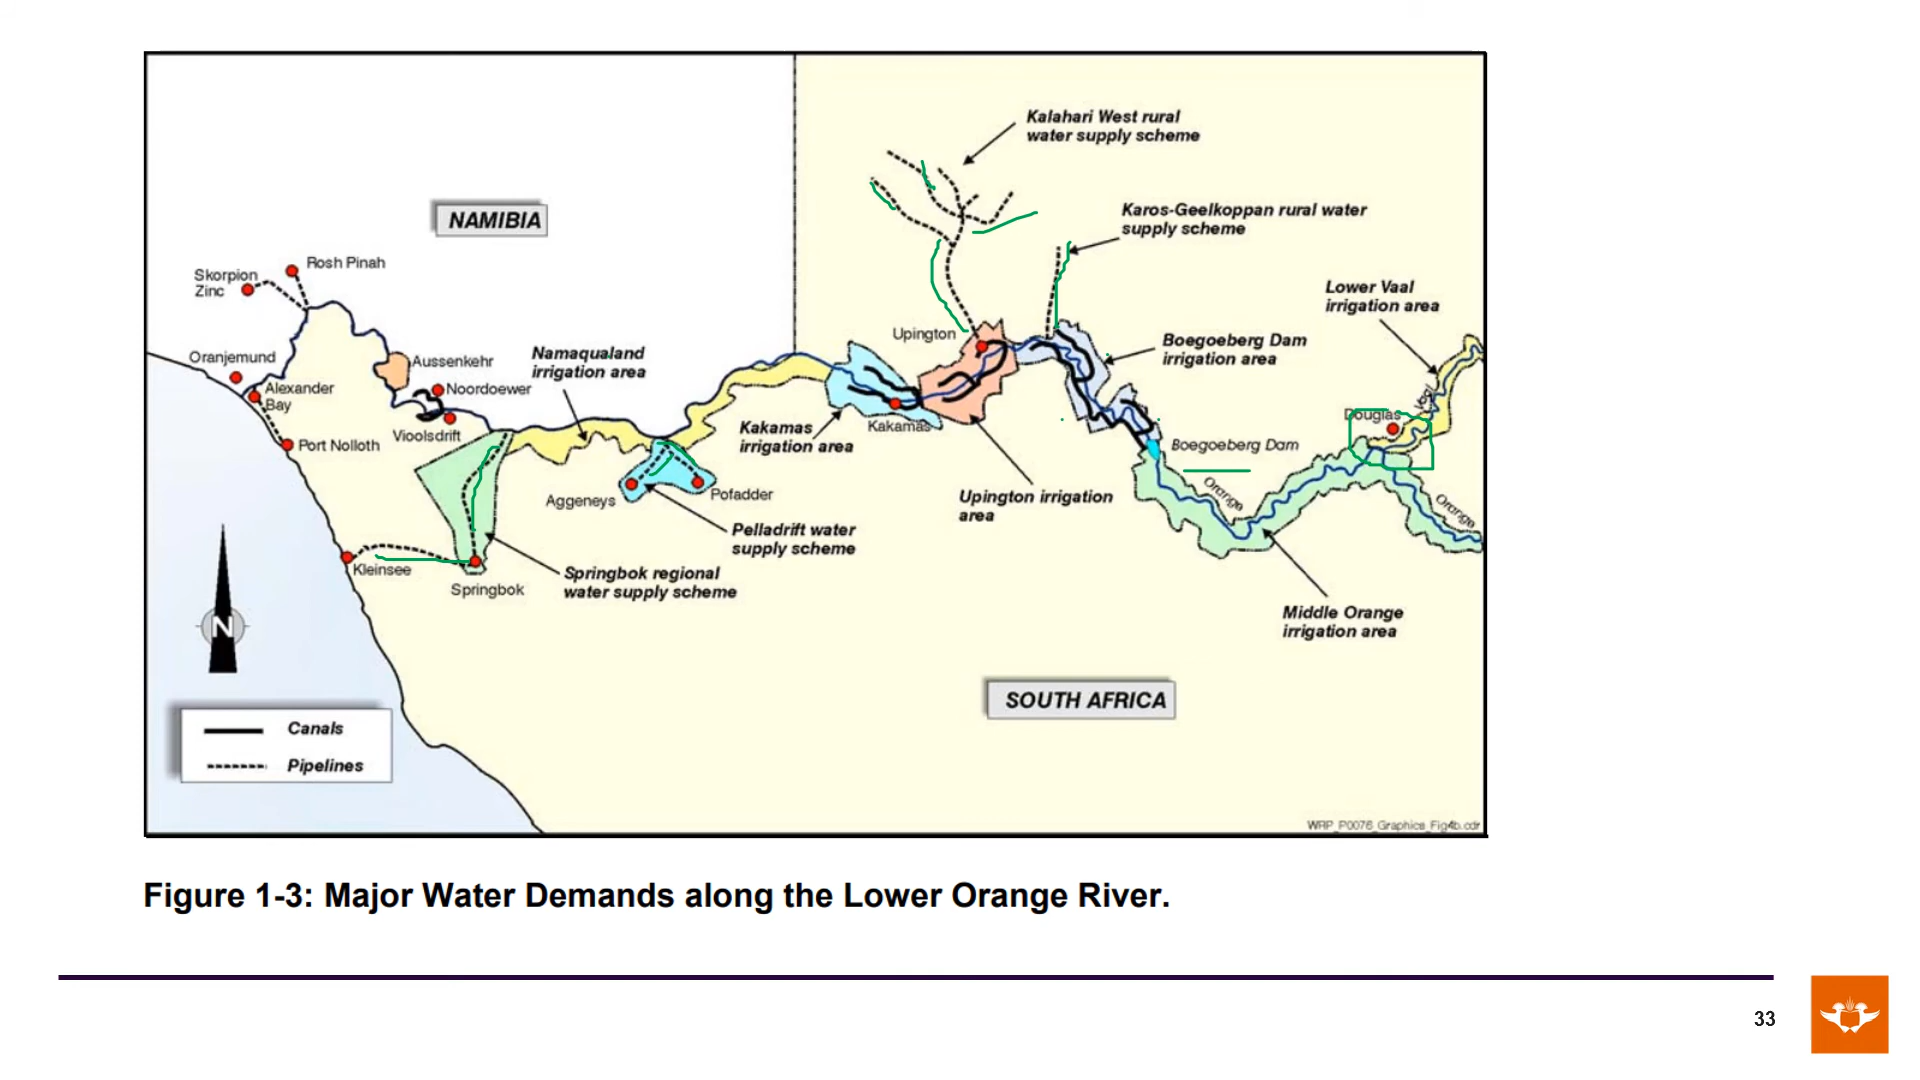 Kalahari West rural
water supply scheme
NAMIBIA
Karos-Geelkoppan rural water
supply scheme
Rosh Pinah
Skorpion
Zinc
Lower Vaal
irrigation area
Upington
Boegoeberg Dam
irrigation area
Oranjemund
Aussenkehr
Namaqualand
irrigation area
Alexander
Bay
Noordoewer
Vaal
Douglas
Vioolsdrift
Kakamas
irrigation area
Kakamas
Port Nolloth
Boegoeberg Dam
Aggeneys
Pofadder
Upington irrigation
area
Orange
Orange
Pelladrift water
supply scheme
Kleinsee
Springbok
Springbok regional
water supply scheme
Middle Orange
irrigation area
N
SOUTH AFRICA
Canals
Pipelines
WRP_P0076_Graphics_Fig4b.cdr
Figure 1-3: Major Water Demands along the Lower Orange River.
33